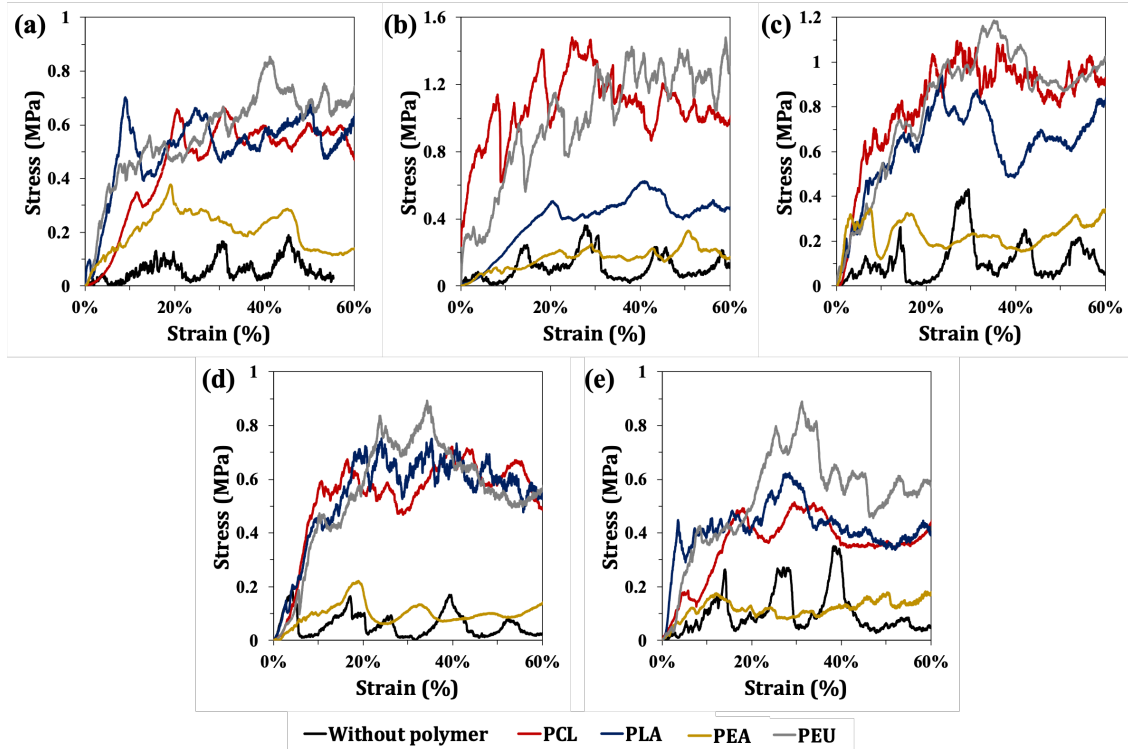 (a)
Stress (MPa)
1
0.8
0.6
0.4
0.2
0
0% 20% 40% 60%
Strain (%)
(b)
Stress (MPa)
1.6
1.2
0.8
0.4
0
0% 20% 40% 60%
Strain (%)
(c)
Stress (MPa)
1.2
1
0.8
0.6
0.4
0.2
0
0% 20% 40% 60%
Strain (%)
(d)
Stress (MPa)
1
0.8
0.6
0.4
0.2
0
0% 20% 40% 60%
Strain (%)
(e)
Stress (MPa)
1
0.8
0.6
0.4
0.2
0
0% 20% 40% 60%
Strain (%)
Without polymer PCL PLA PEA PEU